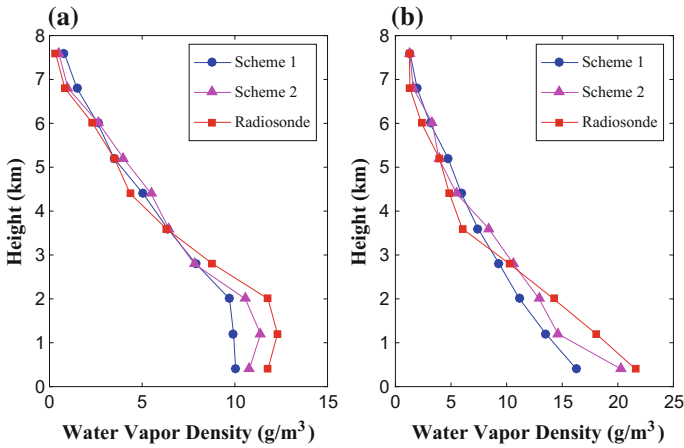 (a)
8
7
6
5
4
3
2
1
0
0 5 10 15
Height (km)
Water Vapor Density (g/m³)
Scheme 1
Scheme 2
Radiosonde
(b)
8
7
6
5
4
3
2
1
0
0 5 10 15 20 25
Height (km)
Water Vapor Density (g/m³)
Scheme 1
Scheme 2
Radiosonde